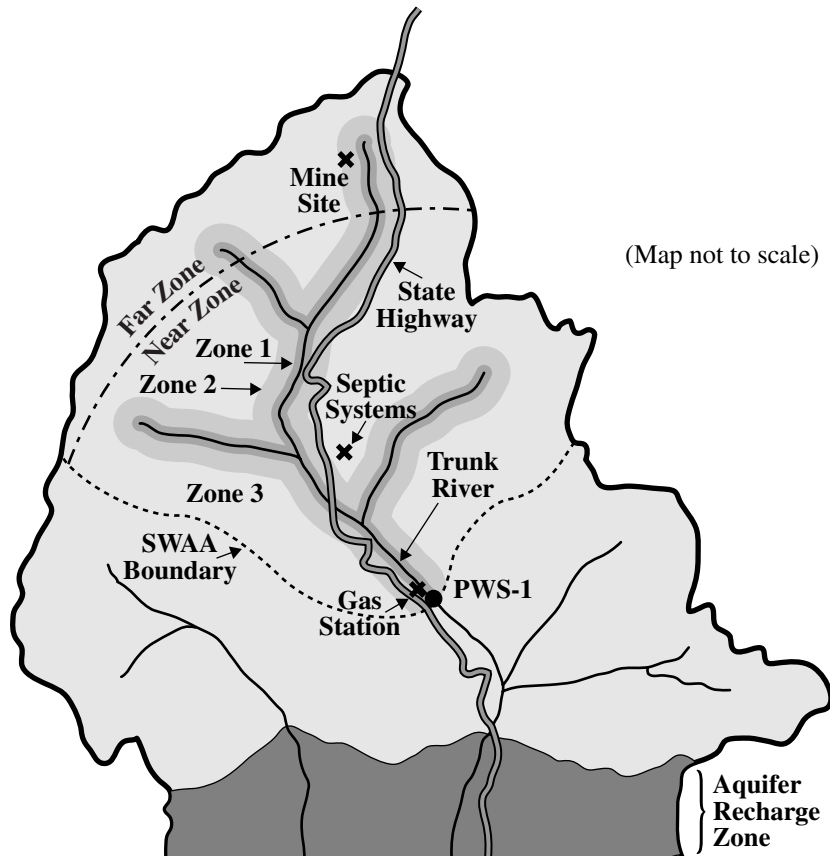 Mine
Site
(Map not to scale)
Far Zone
Near Zone
State
Highway
Zone 1
Zone 2
Septic
Systems
Trunk
River
Zone 3
SWAA
Boundary
PWS-1
Gas
Station
Aquifer
Recharge
Zone